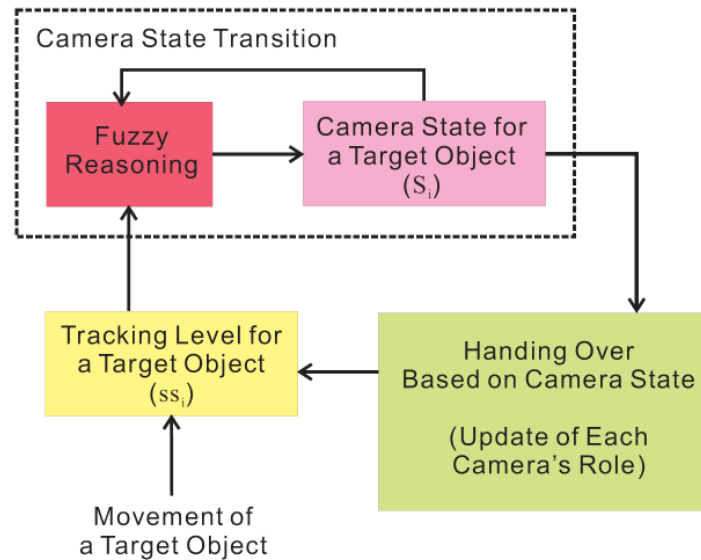 Camera State Transition
Fuzzy
Reasoning
Camera State for
a Target Object
(Si)
Tracking Level for
a Target Object
(ssi)
Handing Over
Based on Camera State
(Update of Each
Camera's Role)
Movement of
a Target Object